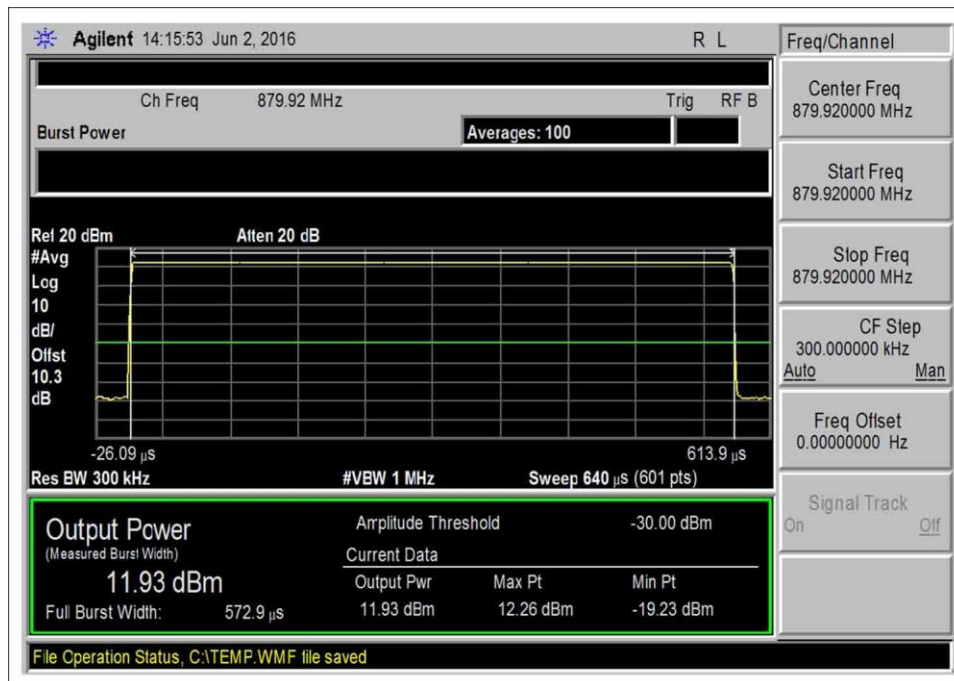 Agilent 14:15:53 Jun 2, 2016 R L
Freq/Channel
Ch Freq 879.92 MHz Trig RF B
Burst Power Averages: 100
Ref 20 dBm Atten 20 dB
#Avg
Log
10
dB/
Offst
10.3
dB
-26.09 µs 613.9 µs
Res BW 300 kHz #VBW 1 MHz Sweep 640 µs (601 pts)
Output Power
(Measured Burst Width)
11.93 dBm
Full Burst Width: 572.9 µs
Amplitude Threshold -30.00 dBm
Current Data
Output Pwr Max Pt Min Pt
11.93 dBm 12.26 dBm -19.23 dBm
File Operation Status, C:\TEMP.WMF file saved
Center Freq
879.920000 MHz
Start Freq
879.920000 MHz
Stop Freq
879.920000 MHz
CF Step
300.000000 kHz
Auto Man
Freq Offset
0.00000000 Hz
Signal Track
On Off